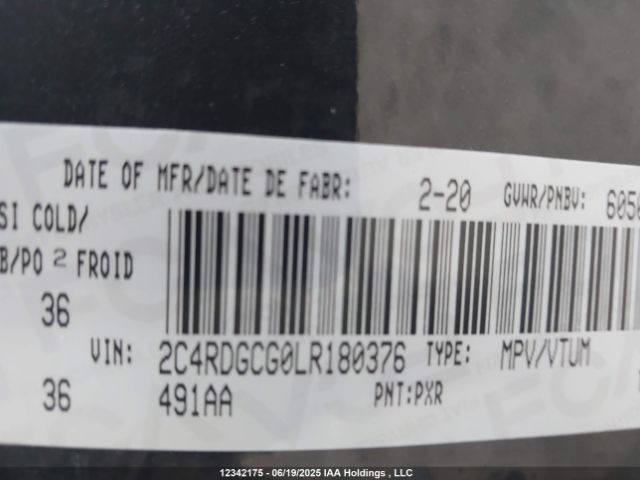 DATE OF MFR/DATE DE FABR: 2-20 GVWR/PNBV:
SI COLD/
B/PO 2 FROID
36
VIN: 2C4RDGCG0LR180376 TYPE: MPV/VTUM
36 491AA PNT:PXR
12342175 - 06/19/2025 IAA Holdings , LLC